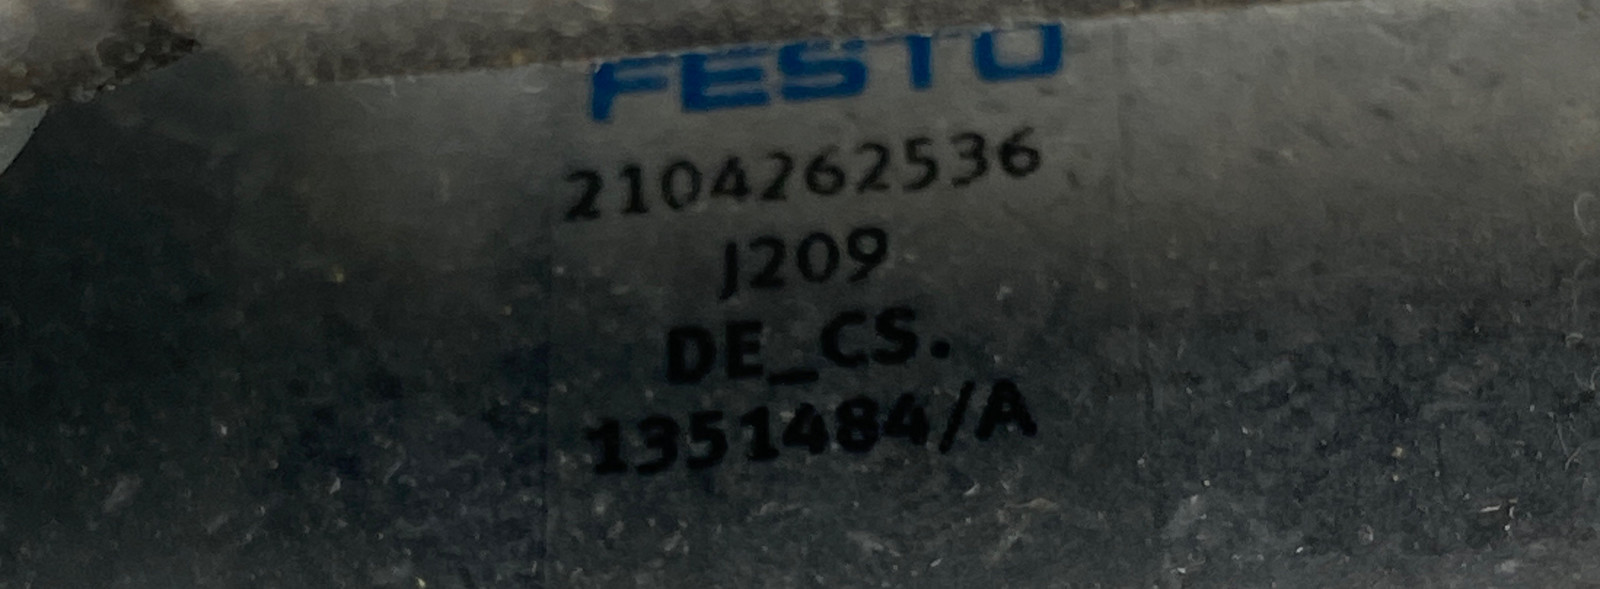 FESTO
2104262536
J209
DE_CS.
1351484/A